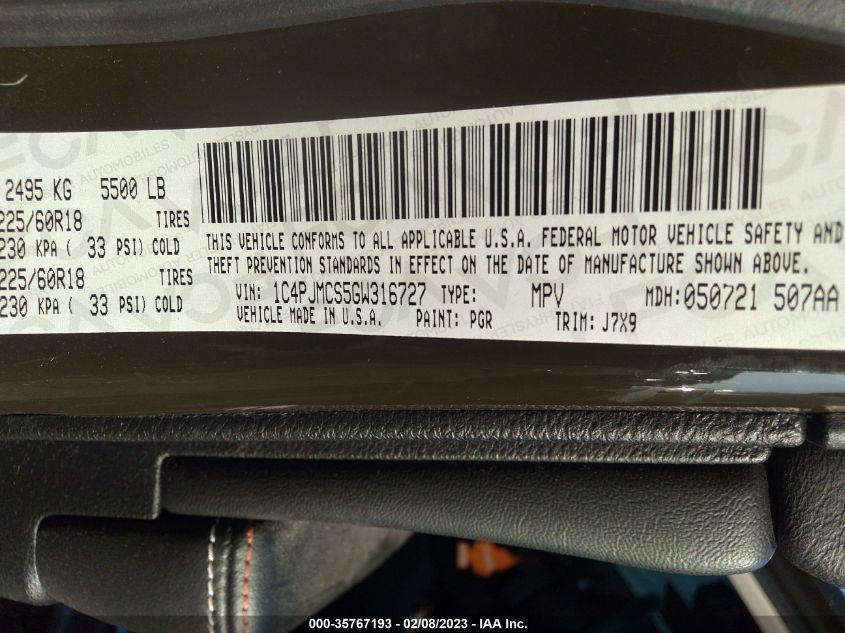 2495 KG 5500 LB
225/60R18 TIRES
230 KPA ( 33 PSI) COLD
225/60R18 TIRES
230 KPA ( 33 PSI) COLD
THIS VEHICLE CONFORMS TO ALL APPLICABLE U.S.A. FEDERAL MOTOR VEHICLE SAFETY AND
THEFT PREVENTION STANDARDS IN EFFECT ON THE DATE OF MANUFACTURE SHOWN ABOVE.
VIN: 1C4PJMCS5GW316727 TYPE: MPV MDH: 050721 507AA
VEHICLE MADE IN U.S.A. PAINT: PGR TRIM: J7X9
000-35767193 - 02/08/2023 - IAA Inc.